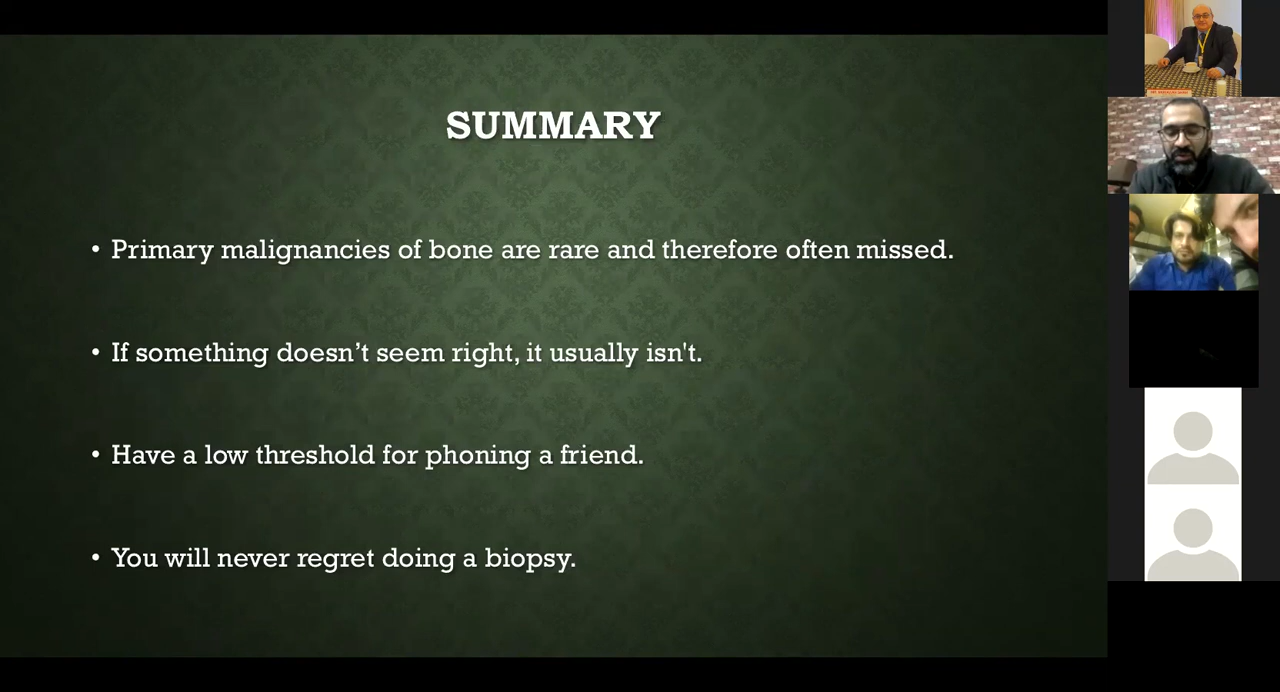 SUMMARY
• Primary malignancies of bone are rare and therefore often missed.
• If something doesn’t seem right, it usually isn't.
• Have a low threshold for phoning a friend.
• You will never regret doing a biopsy.